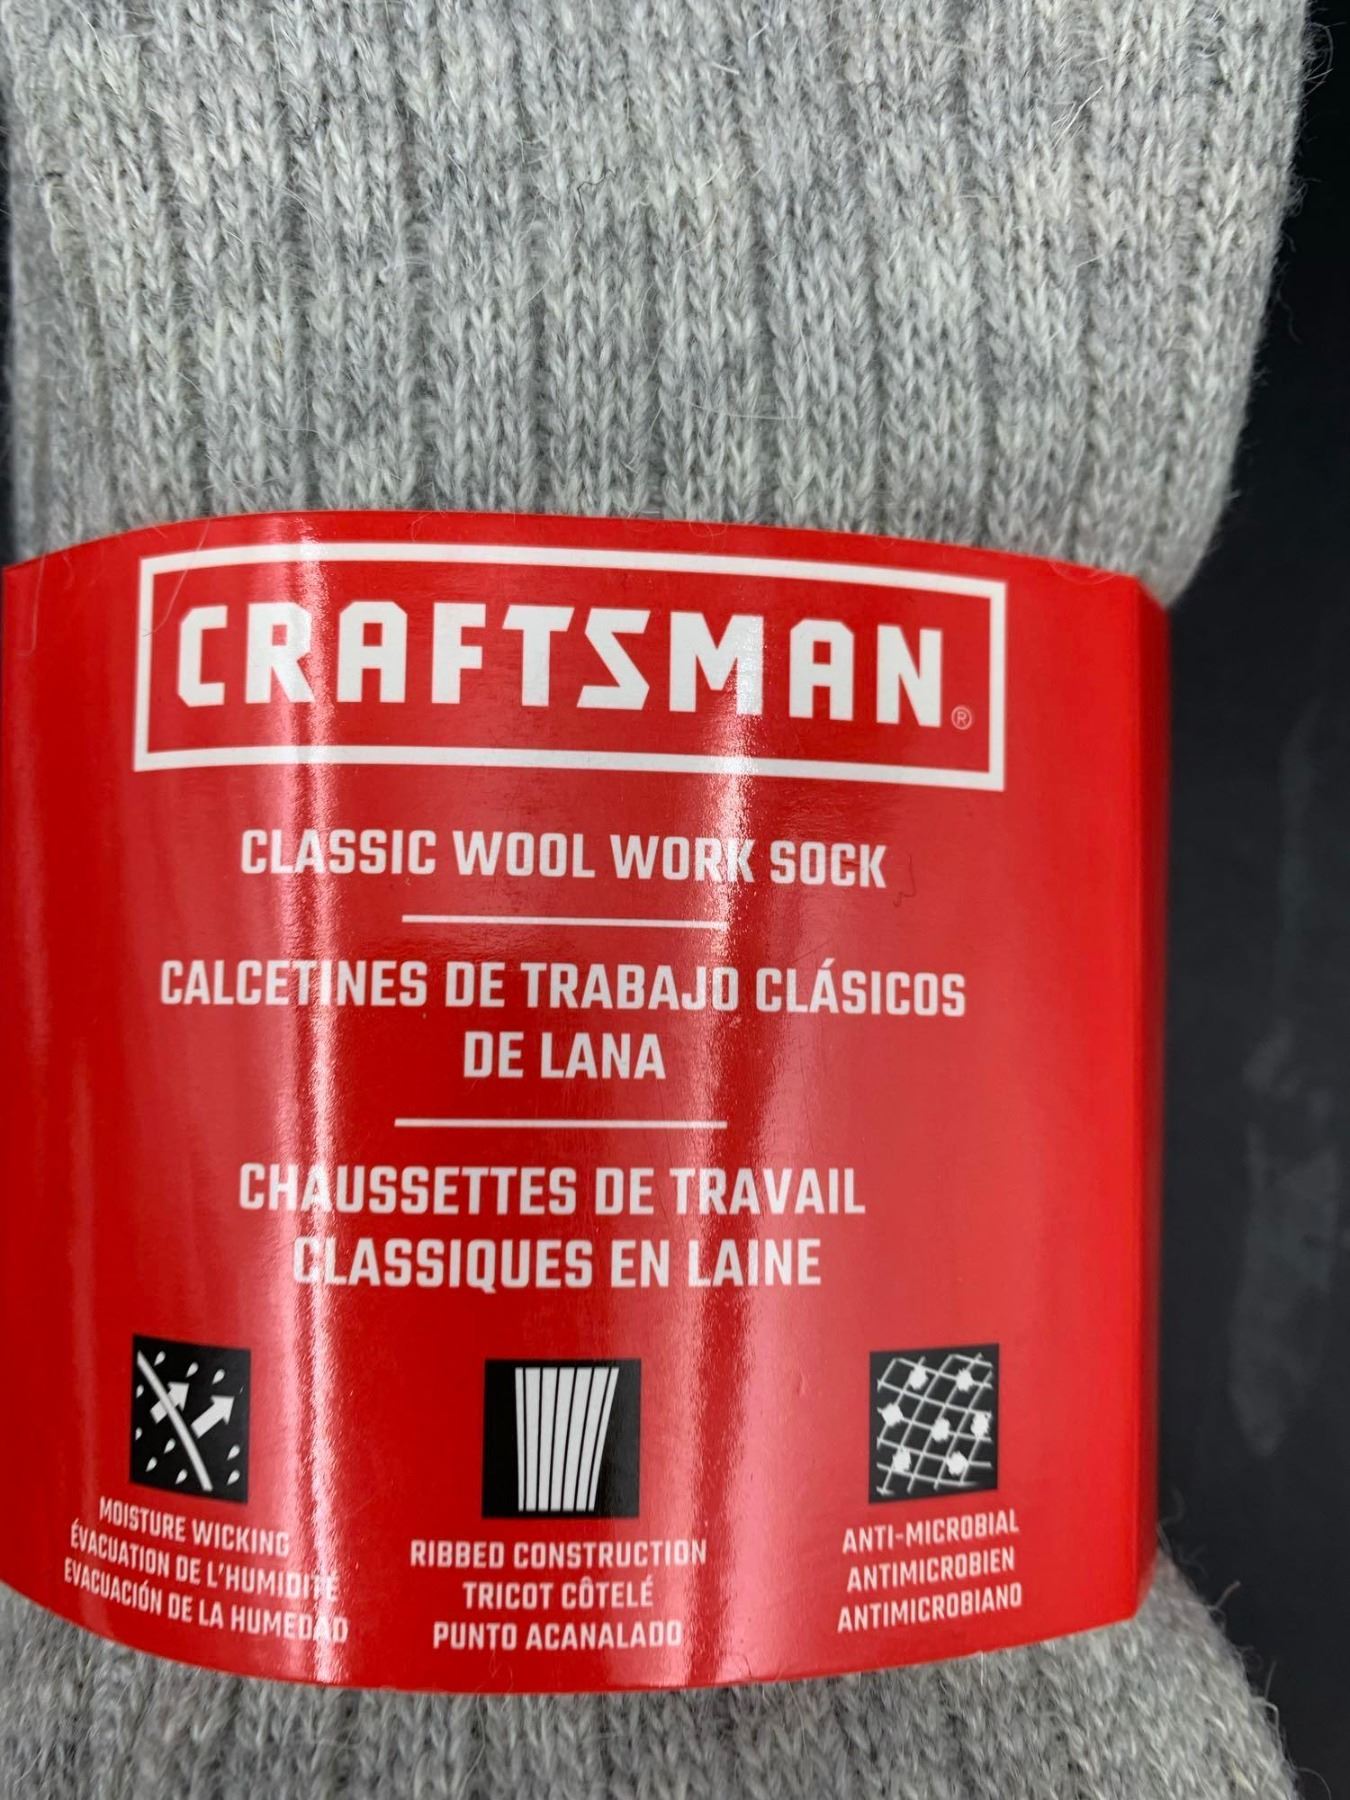 CRAFTSMAN®
CLASSIC WOOL WORK SOCK
CALCETINES DE TRABAJO CLÁSICOS
DE LANA
CHAUSSETTES DE TRAVAIL
CLASSIQUES EN LAINE
MOISTURE WICKING
ÉVACUATION DE L'HUMIDITÉ
EVACUACIÓN DE LA HUMEDAD
RIBBED CONSTRUCTION
TRICOT CÔTELÉ
PUNTO ACANALADO
ANTI-MICROBIAL
ANTIMICROBIEN
ANTIMICROBIANO